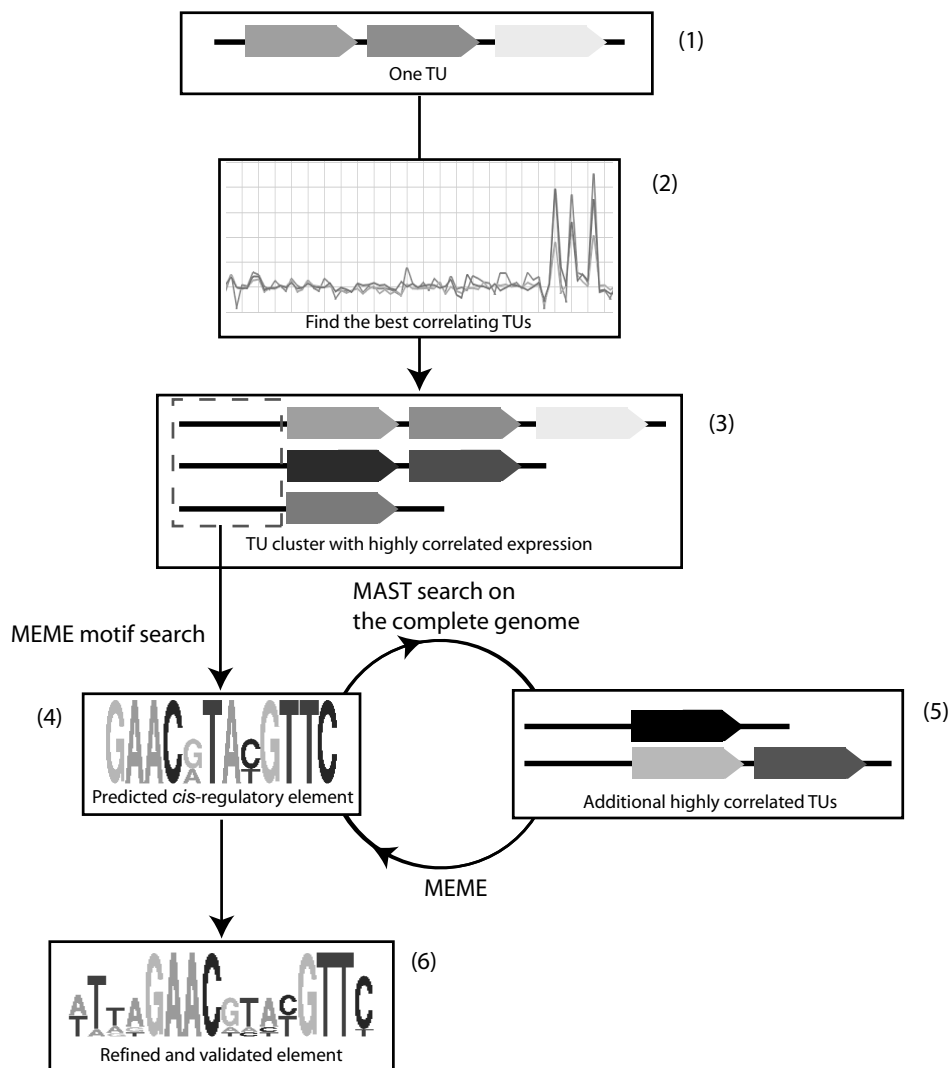 (1)
One TU
(2)
Find the best correlating TUs
(3)
TU cluster with highly correlated expression
MAST search on
the complete genome
MEME motif search
(4)
GAACGTACGTTC
A T
Predicted cis-regulatory element
(5)
Additional highly correlated TUs
MEME
(6)
Refined and validated element